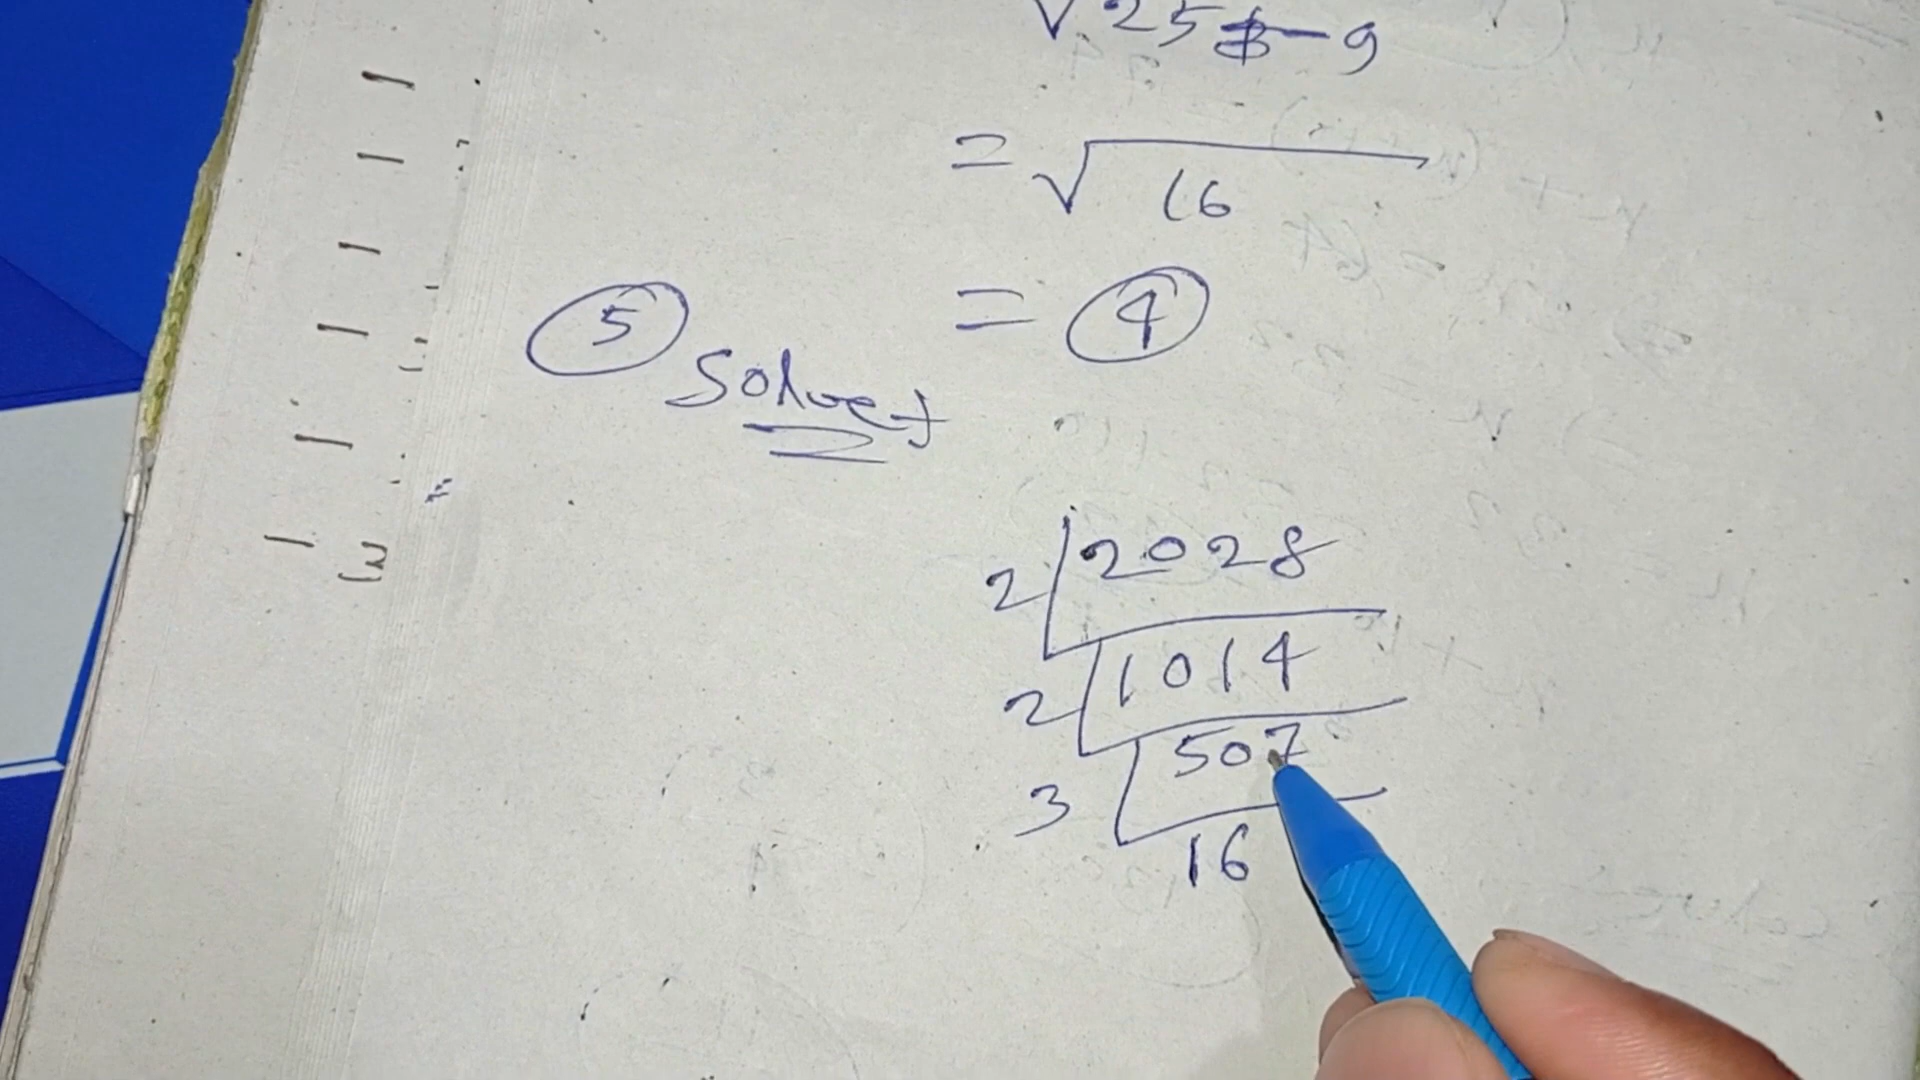 √25 - 9
= √16
= 4
5 Solve
2 | 2028
2 | 1014
3 | 507
16